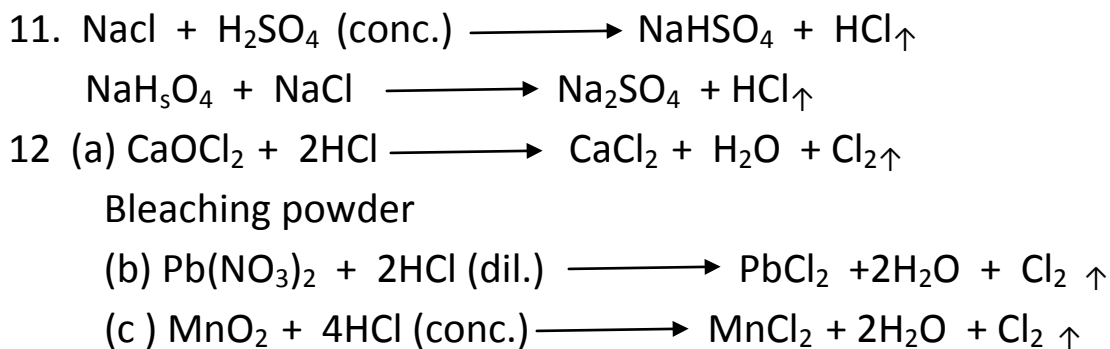 11. Nacl + H₂SO₄ (conc.) ⟶ NaHSO₄ + HCl↑
NaHₛO₄ + NaCl ⟶ Na₂SO₄ + HCl↑
12 (a) CaOCl₂ + 2HCl ⟶ CaCl₂ + H₂O + Cl₂↑
Bleaching powder
(b) Pb(NO₃)₂ + 2HCl (dil.) ⟶ PbCl₂ +2H₂O + Cl₂ ↑
(c ) MnO₂ + 4HCl (conc.) ⟶ MnCl₂ + 2H₂O + Cl₂ ↑